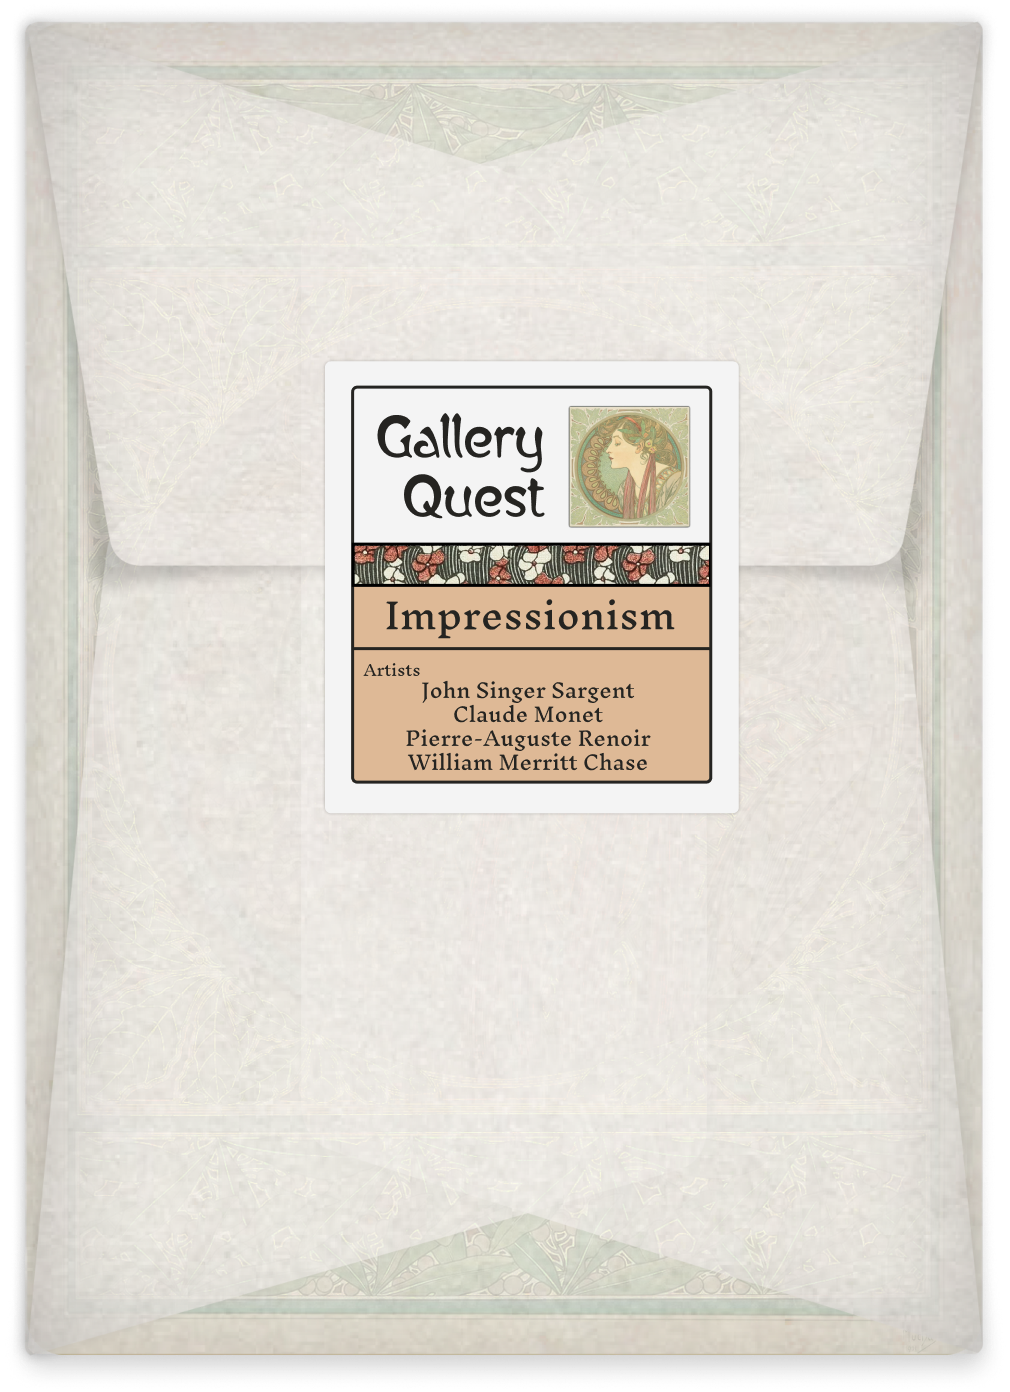 Gallery
Quest
Impressionism
Artists
John Singer Sargent
Claude Monet
Pierre-Auguste Renoir
William Merritt Chase